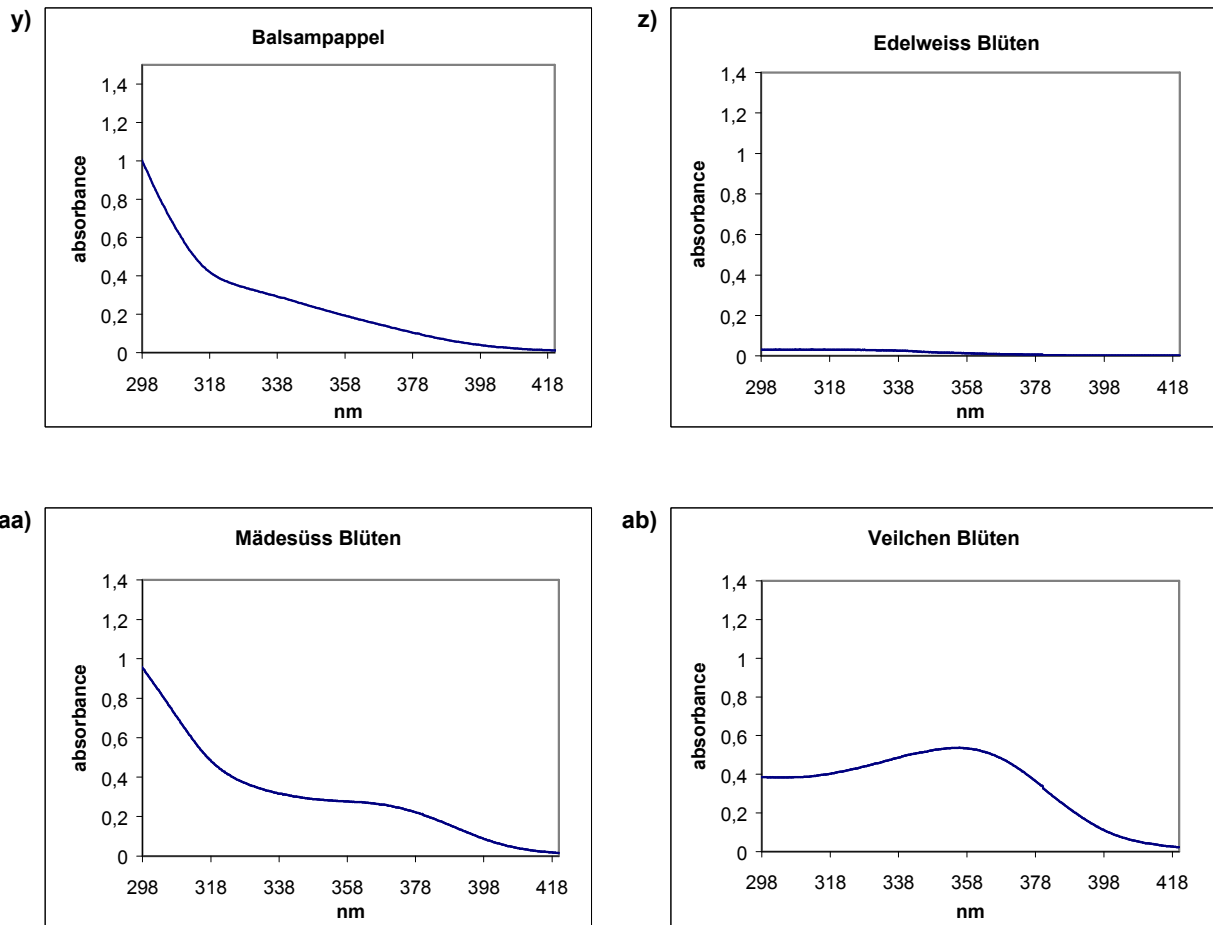 y)
Balsampappel
absorbance
1,4
1,2
1
0,8
0,6
0,4
0,2
0
298 318 338 358 378 398 418
nm
z)
Edelweiss Blüten
absorbance
1,4
1,2
1
0,8
0,6
0,4
0,2
0
298 318 338 358 378 398 418
nm
aa)
Mädesüss Blüten
absorbance
1,4
1,2
1
0,8
0,6
0,4
0,2
0
298 318 338 358 378 398 418
nm
ab)
Veilchen Blüten
absorbance
1,4
1,2
1
0,8
0,6
0,4
0,2
0
298 318 338 358 378 398 418
nm